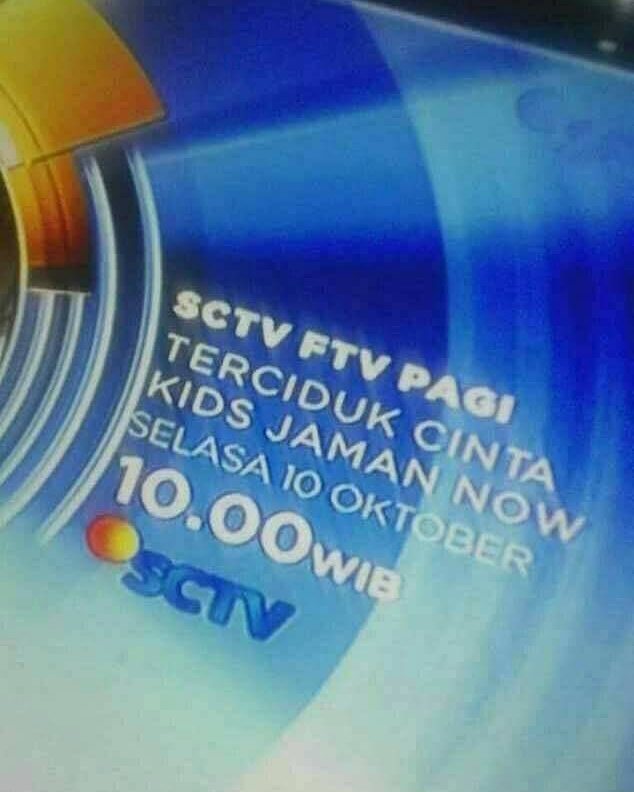 SCTV FTV PAGI
TERCIDUK CINTA
KIDS JAMAN NOW
SELASA 10 OKTOBER
10.00WIB
SCTV